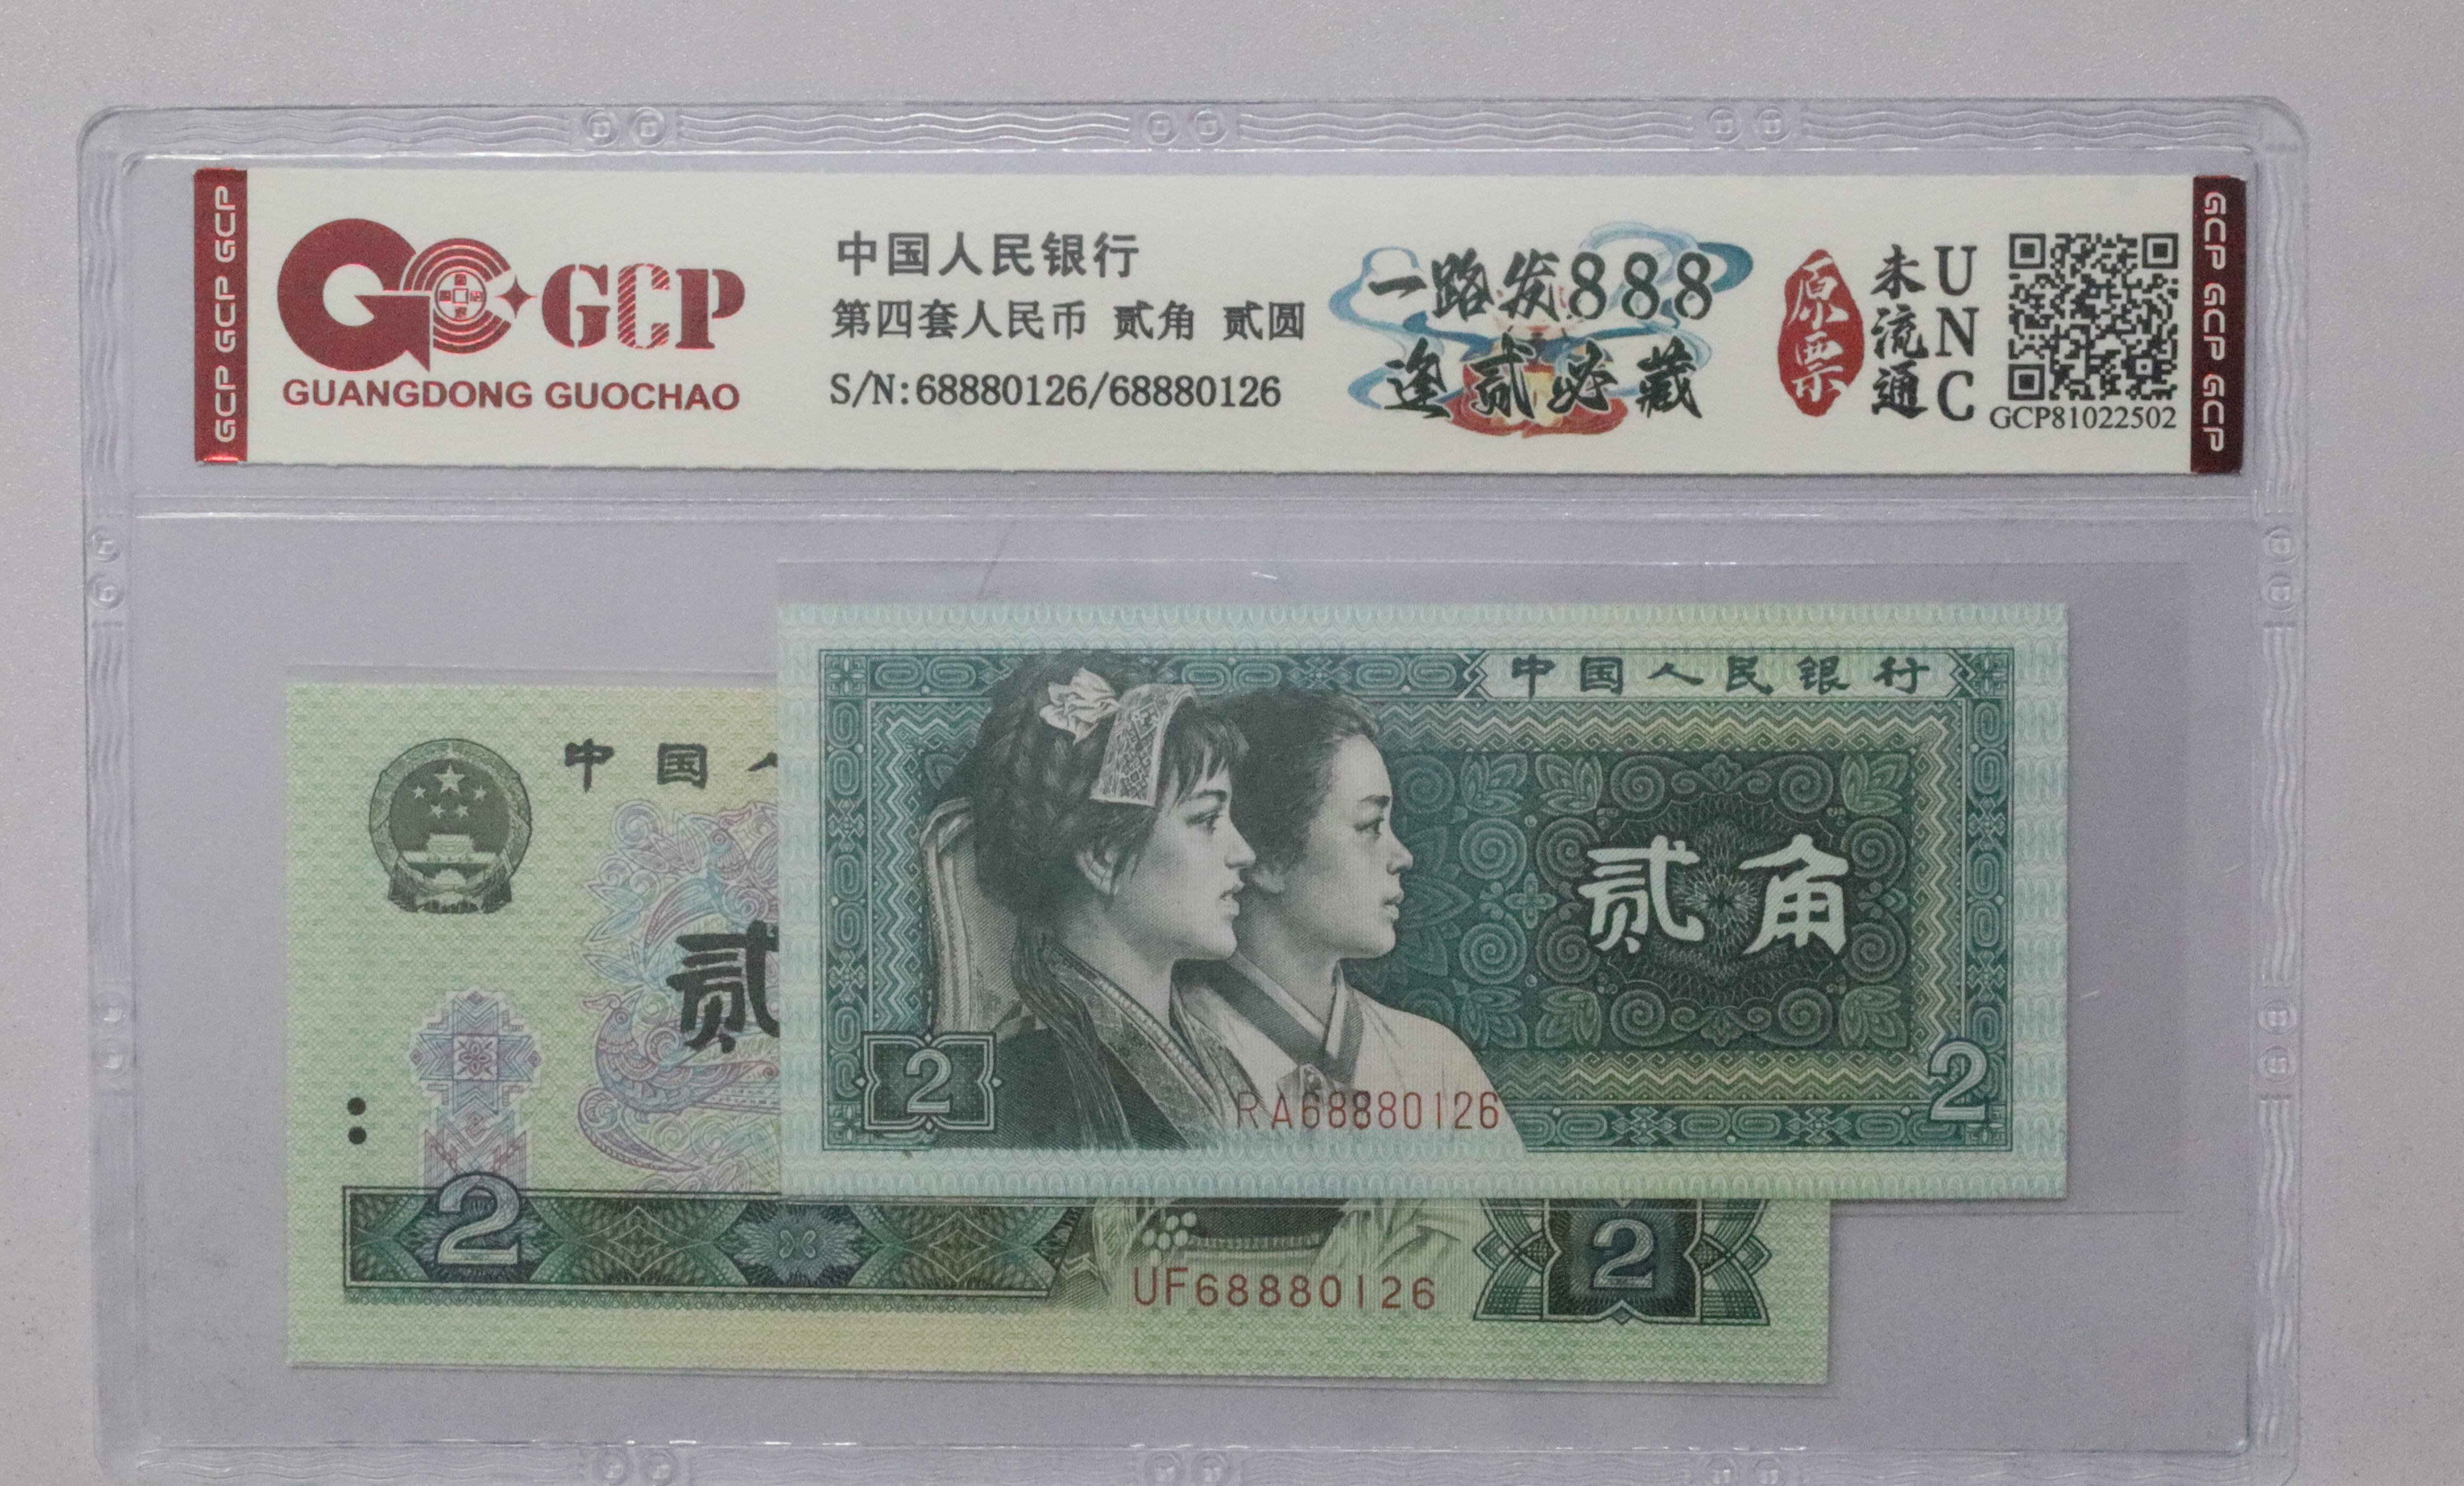 GCP GCP GCP
GCP
GUANGDONG GUOCHAO
中国人民银行
第四套人民币 贰角 贰圆
S/N:68880126/68880126
一路发888
逢贰必藏
原票
未流通
UNC
GCP81022502
GCP GCP GCP
中国人民银行
贰角
2
2
RA68880126
中国人
贰
2
2
UF68880126